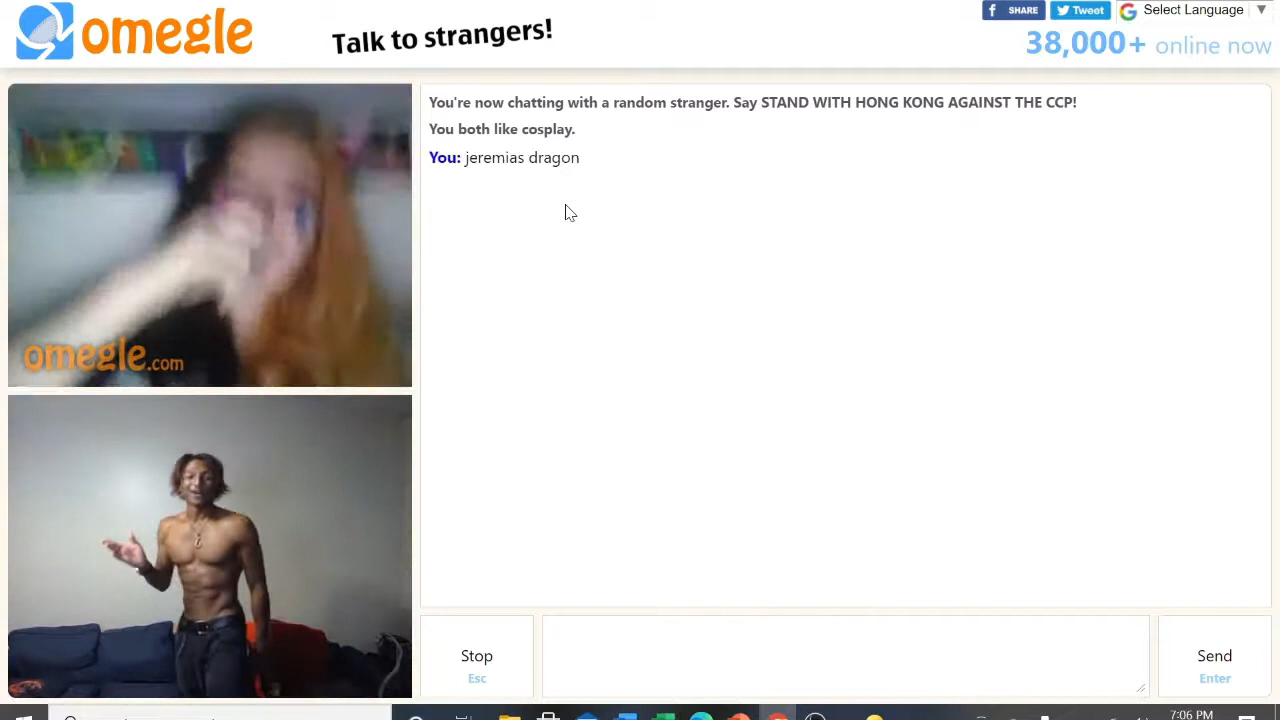 omegle
Talk to strangers!
f SHARE
Tweet
G Select Language ▼
38,000+ online now
You're now chatting with a random stranger. Say STAND WITH HONG KONG AGAINST THE CCP!
You both like cosplay.
You: jeremias dragon
omegle.com
Stop
Esc
Send
Enter
7:06 PM